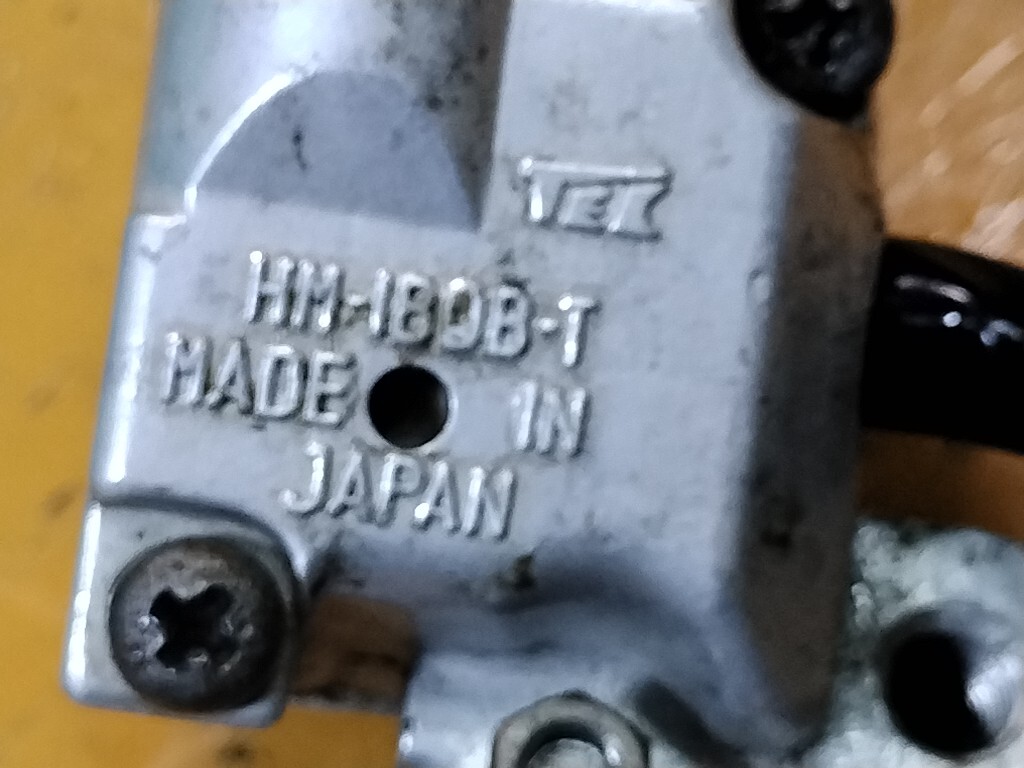 TEK
HM-180B-T
MADE IN
JAPAN